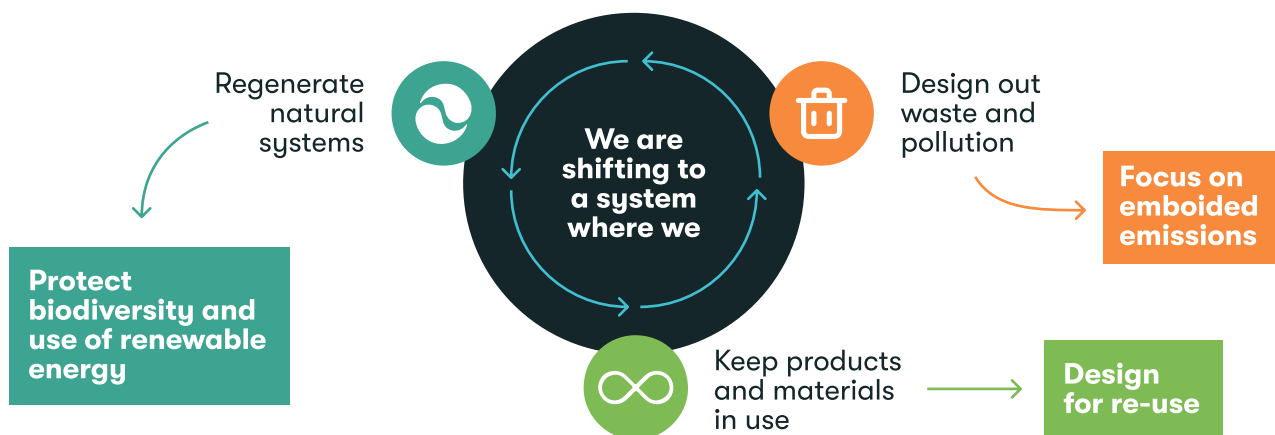 Regenerate
natural
systems
We are
shifting to
a system
where we
Design out
waste and
pollution
Focus on
emboided
emissions
Protect
biodiversity and
use of renewable
energy
Keep products
and materials
in use
Design
for re-use